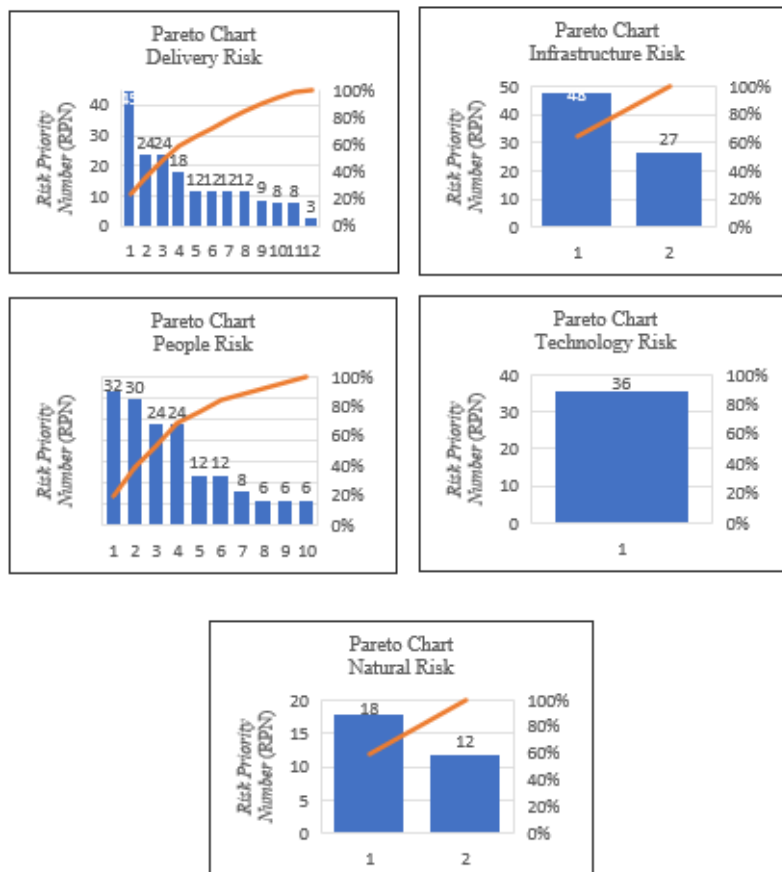 Pareto Chart
Delivery Risk
Risk Priority
Number (RPN)
40
30
20
10
0
45
24 24
18
12 12 12 12
9 8 8
3
100%
80%
60%
40%
20%
0%
1 2 3 4 5 6 7 8 9 10 11 12
Pareto Chart
Infrastructure Risk
Risk Priority
Number (RPN)
50
40
30
20
10
0
48
27
100%
80%
60%
40%
20%
0%
1 2
Pareto Chart
People Risk
Risk Priority
Number (RPN)
32 30
24 24
12 12
8
6 6 6
100%
80%
60%
40%
20%
0%
1 2 3 4 5 6 7 8 9 10
Pareto Chart
Technology Risk
Risk Priority
Number (RPN)
40
30
20
10
0
36
100%
80%
60%
40%
20%
0%
1
Pareto Chart
Natural Risk
Risk Priority
Number (RPN)
20
15
10
5
0
18
12
100%
80%
60%
40%
20%
0%
1 2